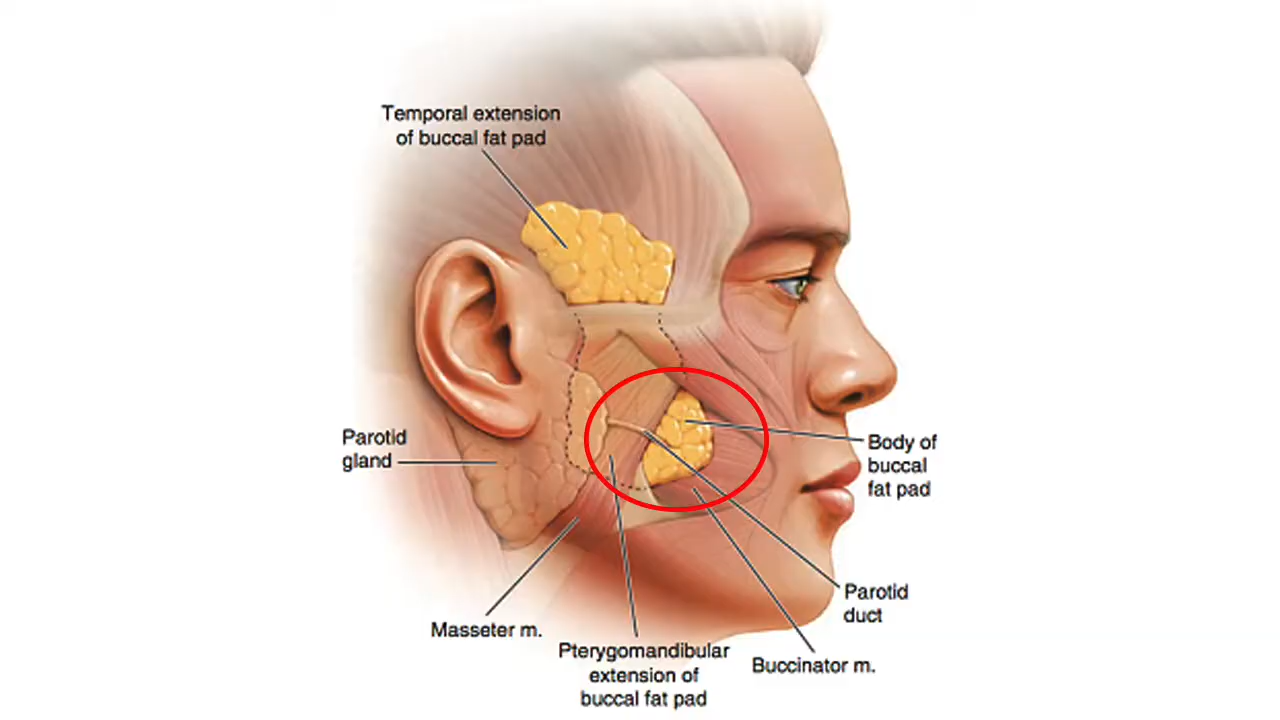 Temporal extension
of buccal fat pad
Parotid
gland
Body of
buccal
fat pad
Parotid
duct
Masseter m.
Pterygomandibular
extension of
buccal fat pad
Buccinator m.